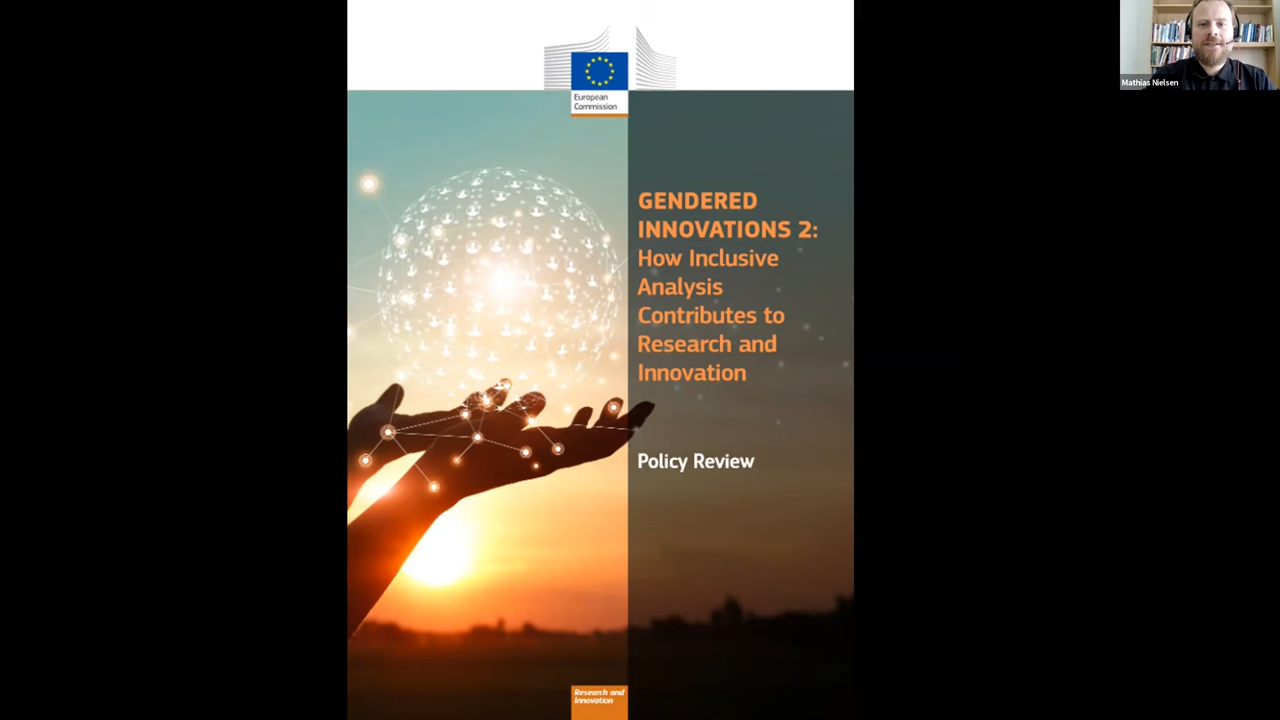 Mathias Nielsen
European
Commission
GENDERED
INNOVATIONS 2:
How Inclusive
Analysis
Contributes to
Research and
Innovation
Policy Review
Research and
Innovation